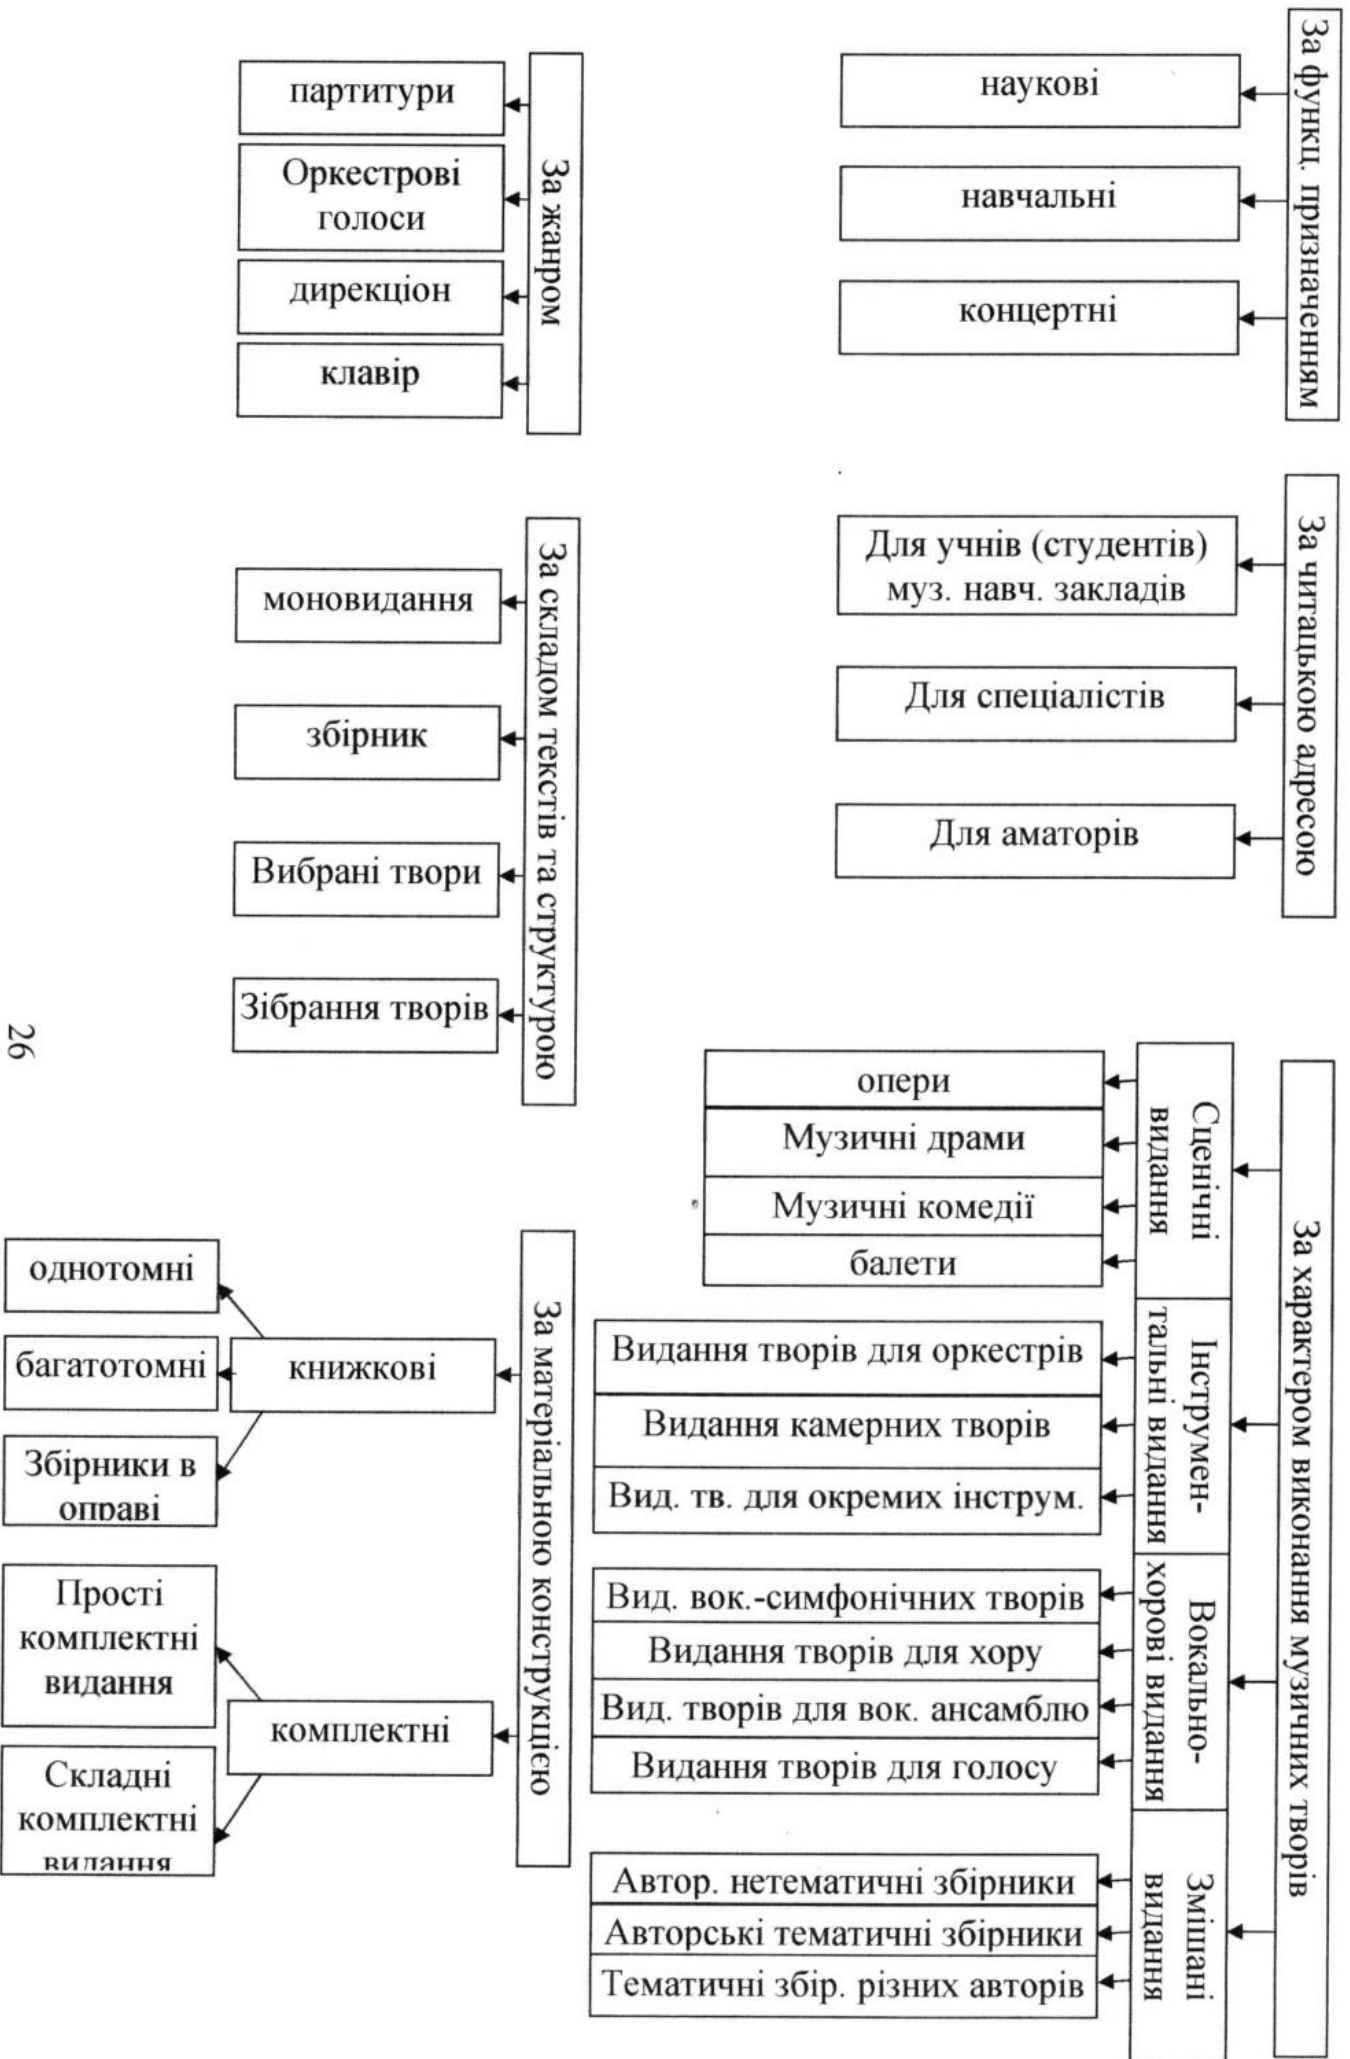 За функц. призначенням
наукові
навчальні
концертні
За читацькою адресою
Для учнів (студентів)
муз. навч. закладів
Для спеціалістів
Для аматорів
За характером виконання музичних творів
Сценічні
видання
опери
Музичні драми
Музичні комедії
балети
Інструмен-
тальні видання
Видання творів для оркестрів
Видання камерних творів
Вид. тв. для окремих інструм.
Вокально-
хорові видання
Вид. вок.-симфонічних творів
Видання творів для хору
Вид. творів для вок. ансамблю
Видання творів для голосу
Змішані
видання
Автор. нетематичні збірники
Авторські тематичні збірники
Тематичні збір. різних авторів
За жанром
партитури
Оркестрові
голоси
дирекціон
клавір
За складом текстів та структурою
моновидання
збірник
Вибрані твори
Зібрання творів
За матеріальною конструкцією
книжкові
однотомні
багатотомні
Збірники в
оправі
комплектні
Прості
комплектні
видання
Складні
комплектні
видання
26